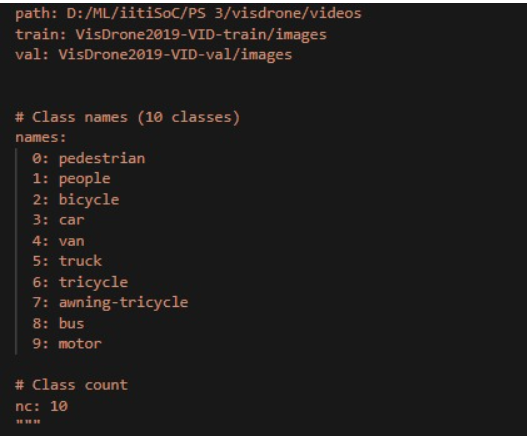 path: D:/ML/iitiSoC/PS 3/visdrone/videos
train: VisDrone2019-VID-train/images
val: VisDrone2019-VID-val/images
# Class names (10 classes)
names:
0: pedestrian
1: people
2: bicycle
3: car
4: van
5: truck
6: tricycle
7: awning-tricycle
8: bus
9: motor
# Class count
nc: 10
"""